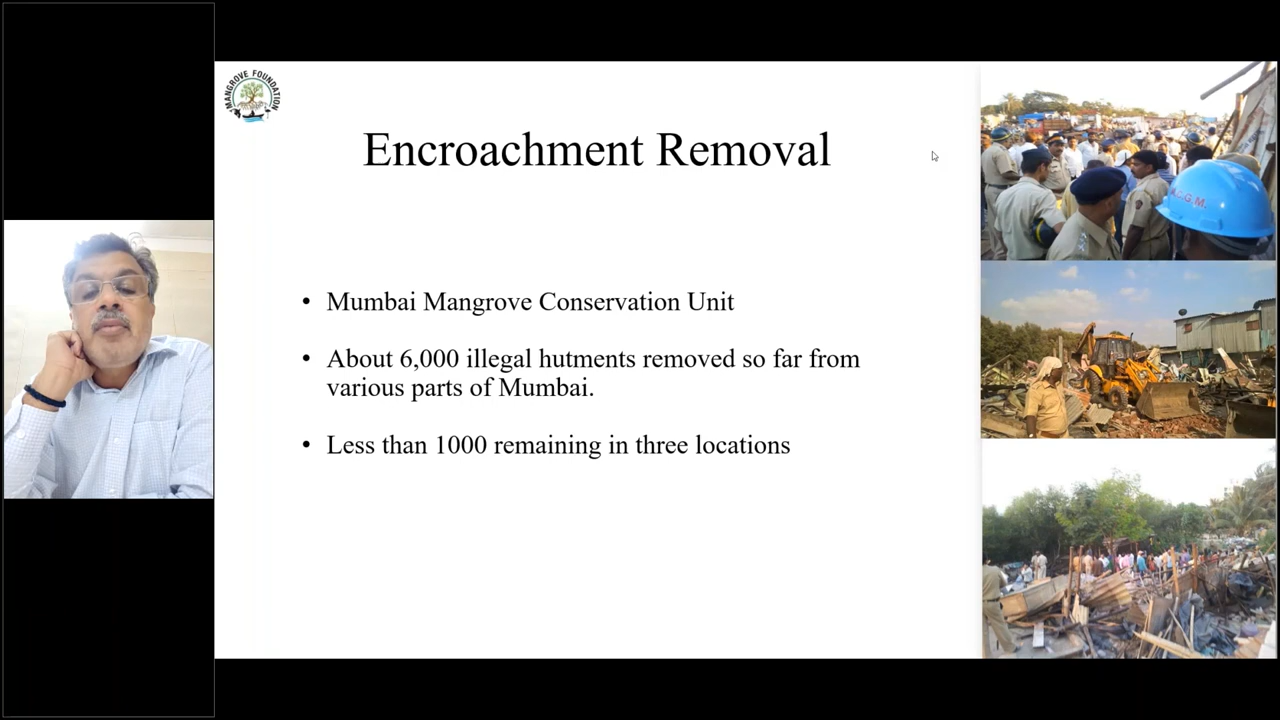 MANGROVE FOUNDATION
Encroachment Removal
• Mumbai Mangrove Conservation Unit
• About 6,000 illegal hutments removed so far from
various parts of Mumbai.
• Less than 1000 remaining in three locations
M.C.G.M.